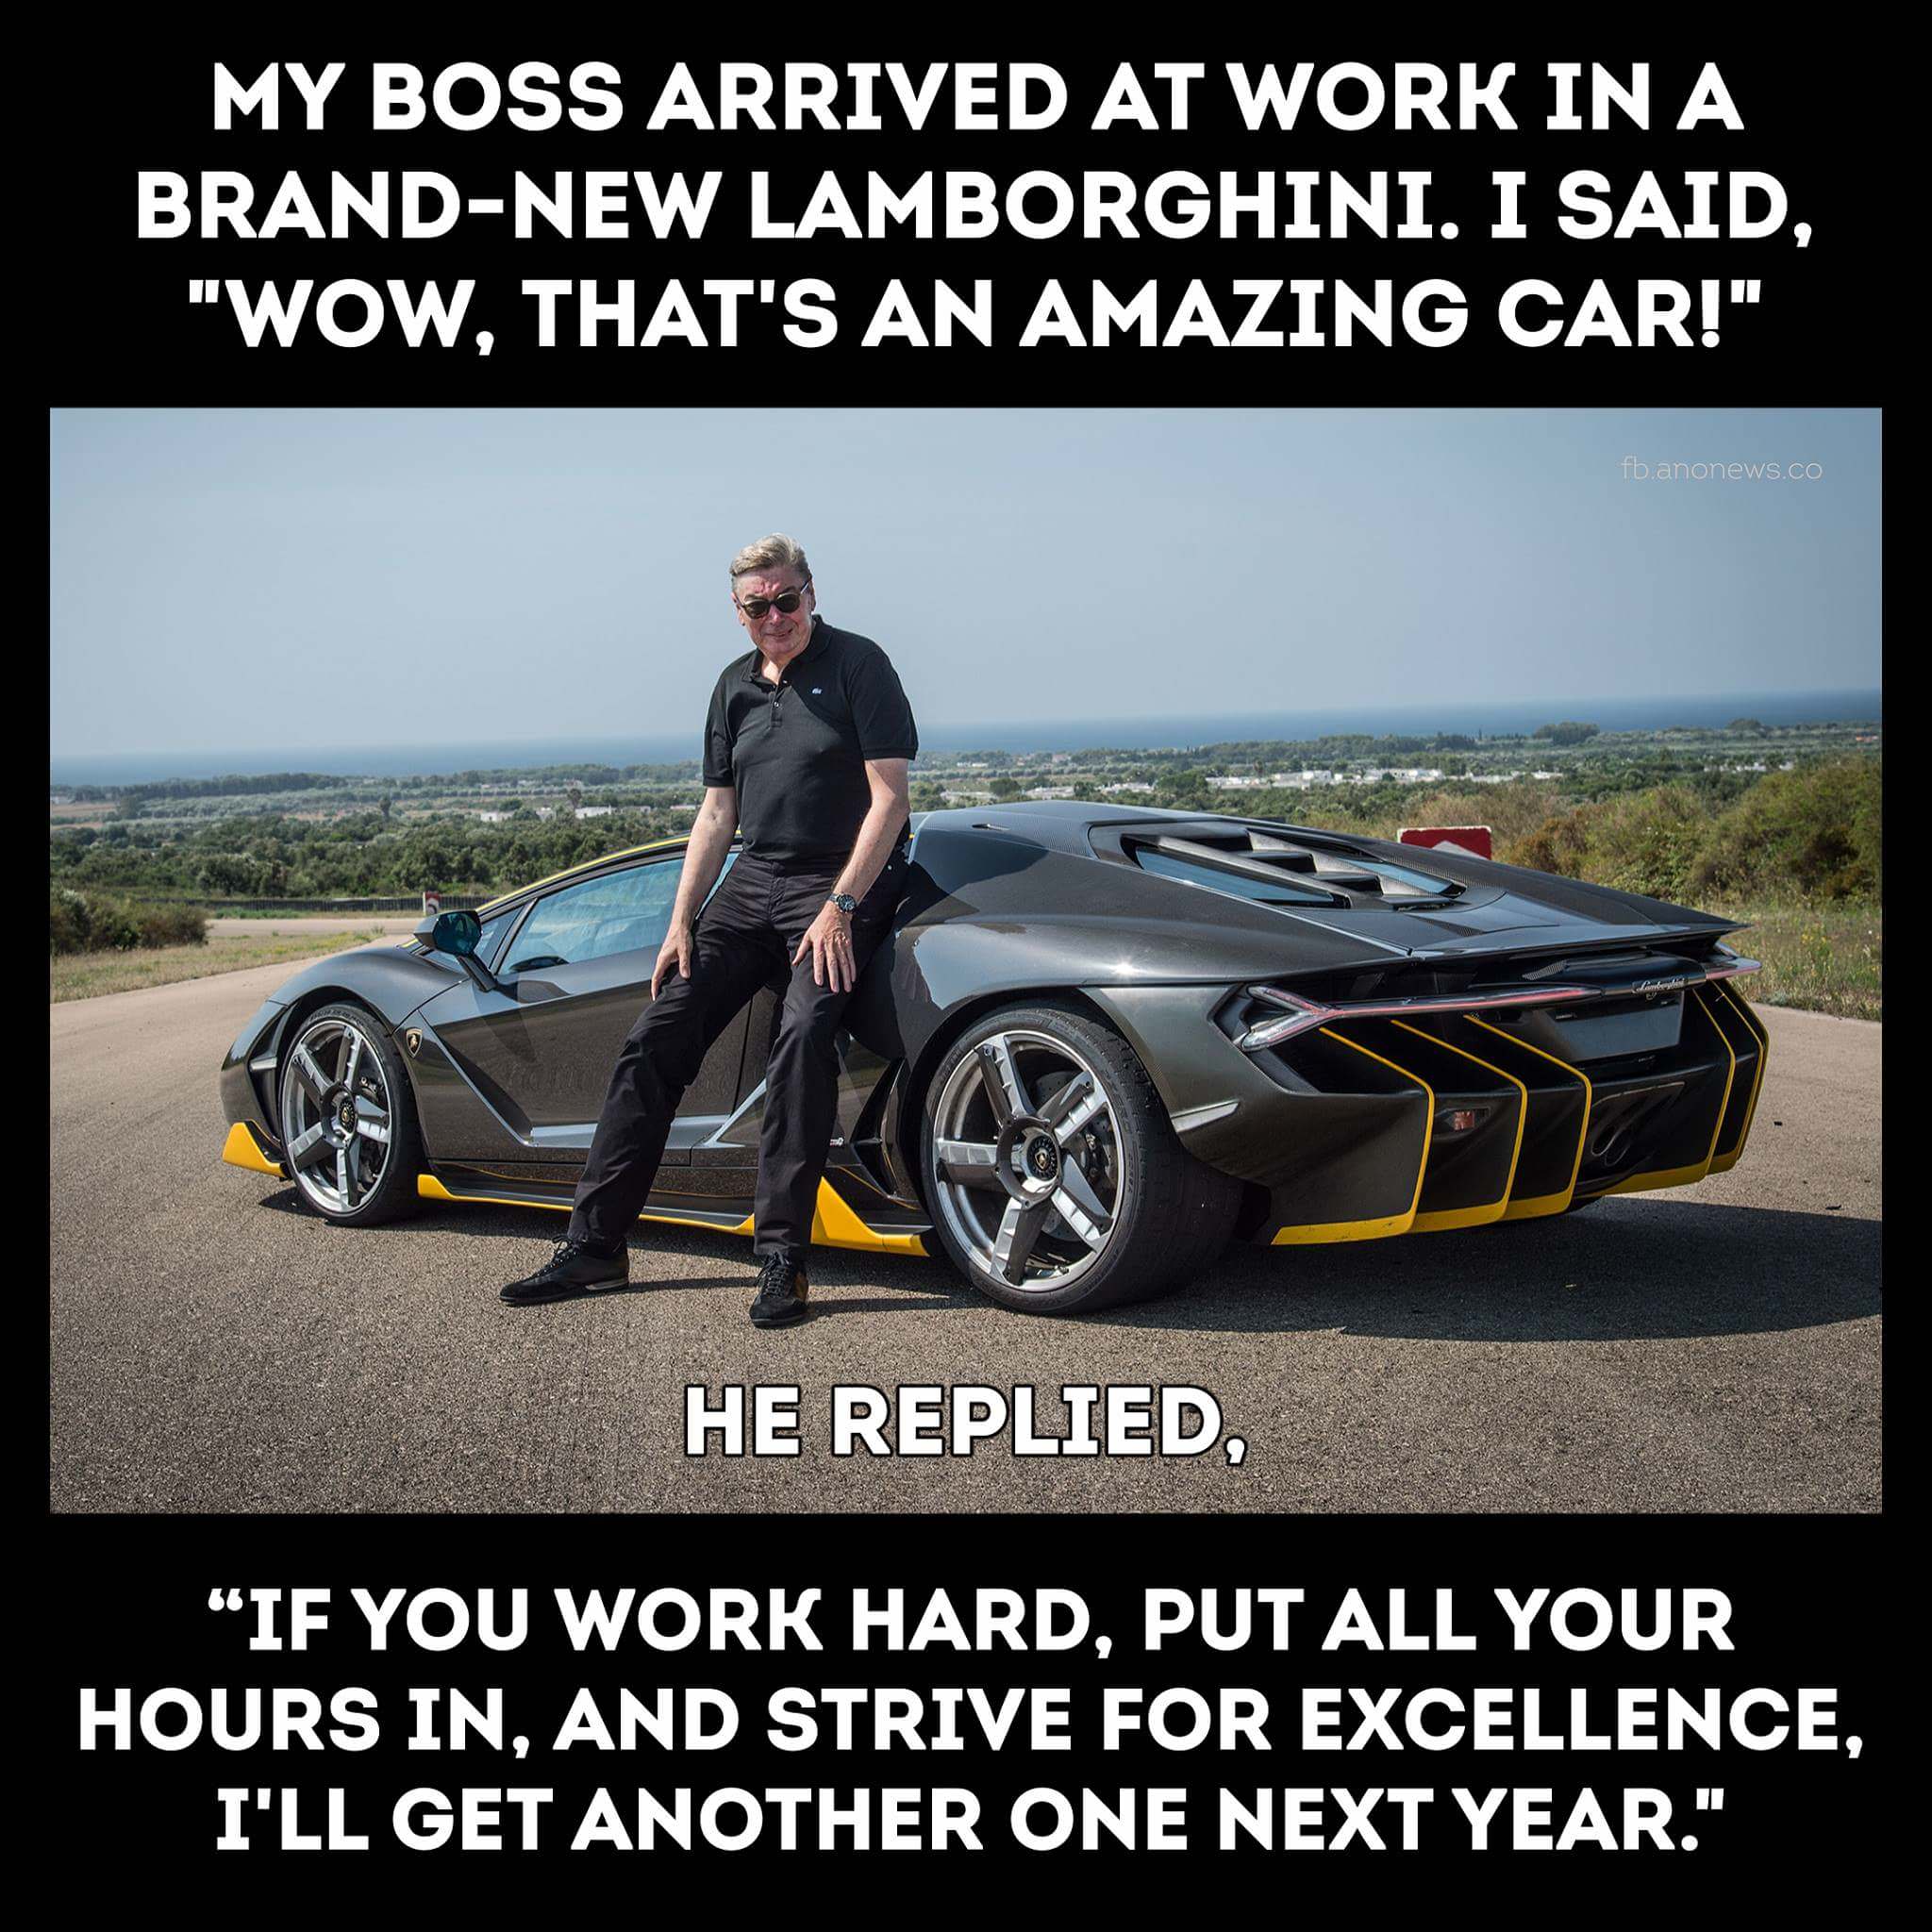 MY BOSS ARRIVED AT WORK IN A
BRAND-NEW LAMBORGHINI. I SAID,
"WOW, THAT'S AN AMAZING CAR!"
fb.anonews.co
Lamborghini
HE REPLIED,
“IF YOU WORK HARD, PUT ALL YOUR
HOURS IN, AND STRIVE FOR EXCELLENCE,
I'LL GET ANOTHER ONE NEXT YEAR."